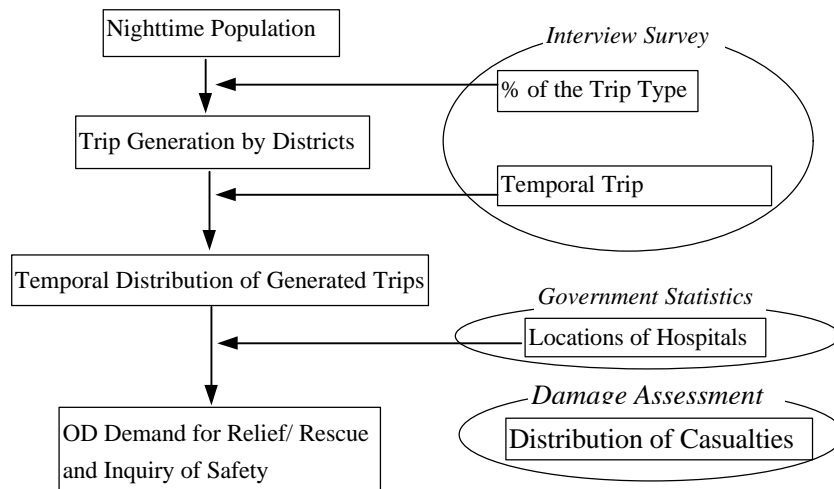 Nighttime Population
Interview Survey
% of the Trip Type
Trip Generation by Districts
Temporal Trip
Temporal Distribution of Generated Trips
Government Statistics
Locations of Hospitals
Damage Assessment
OD Demand for Relief/ Rescue
and Inquiry of Safety
Distribution of Casualties